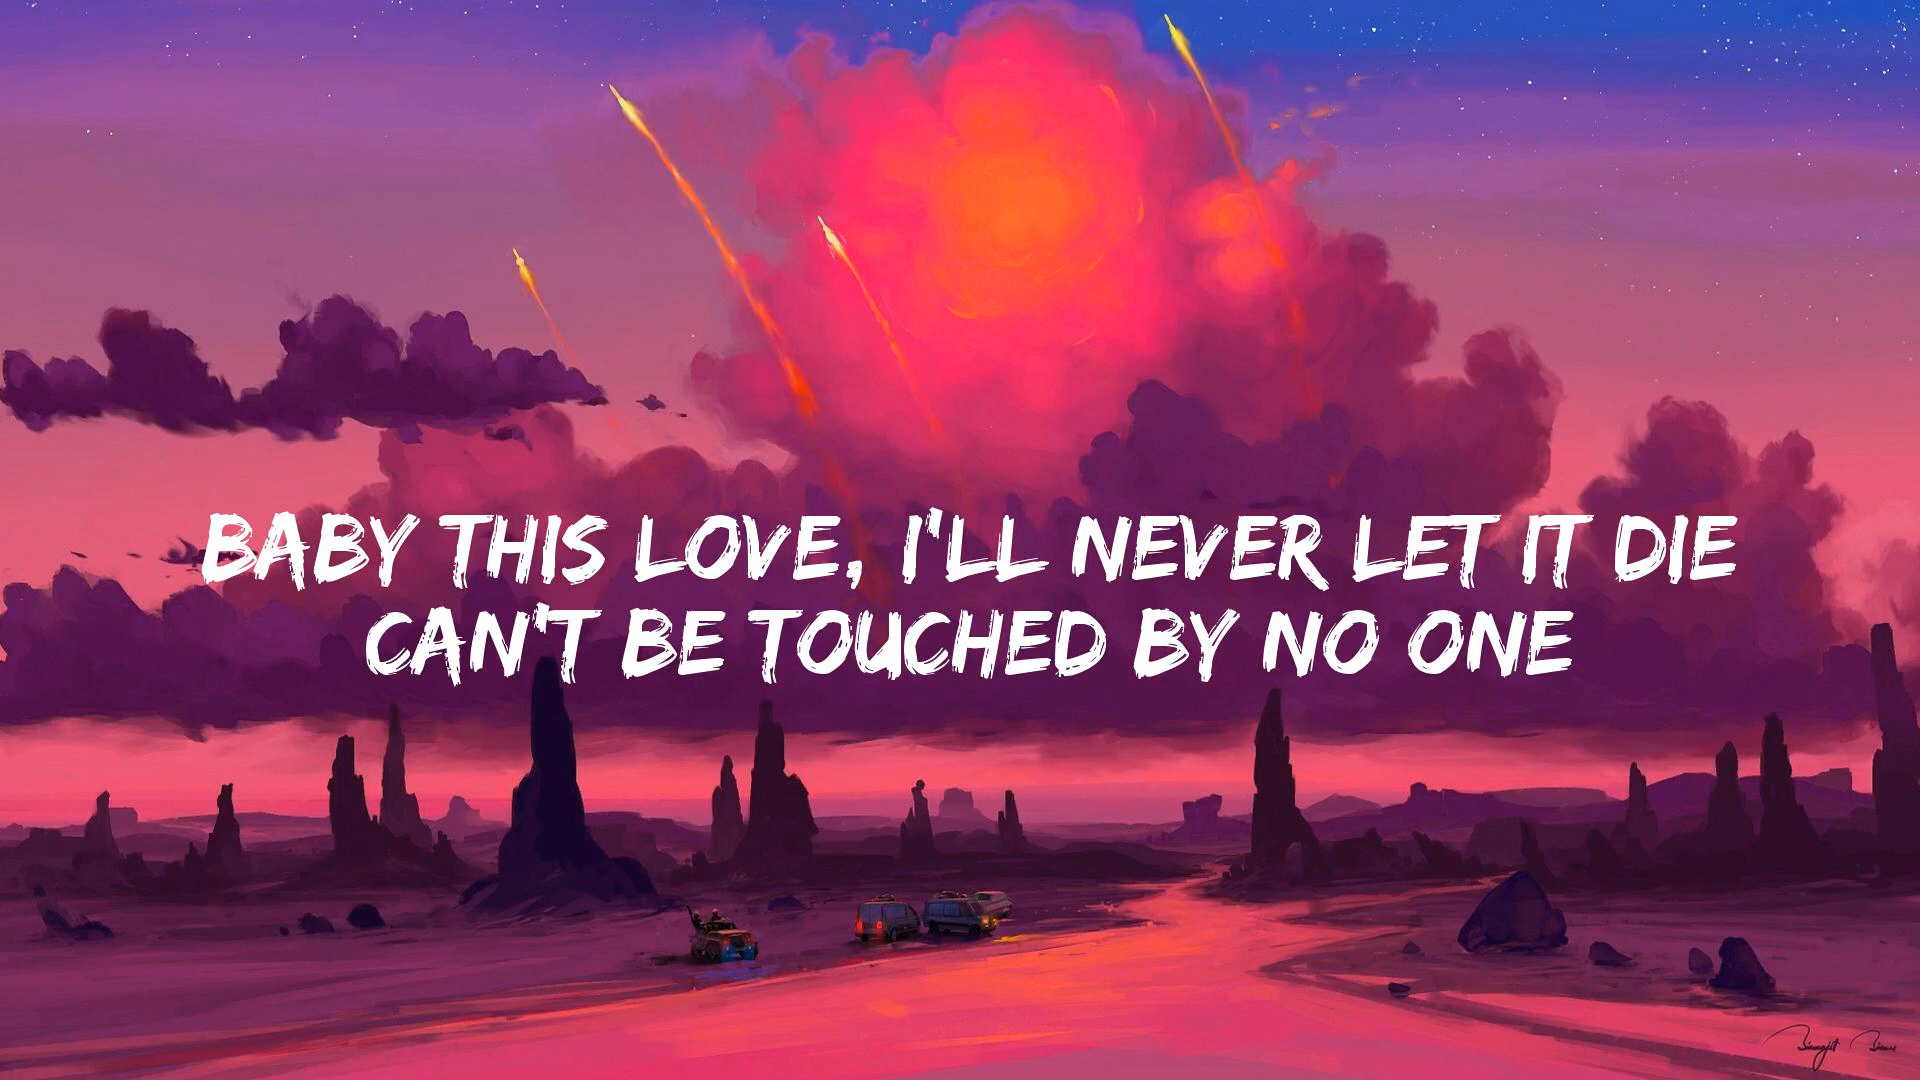 BABY THIS LOVE, I'LL NEVER LET IT DIE
CAN'T BE TOUCHED BY NO ONE